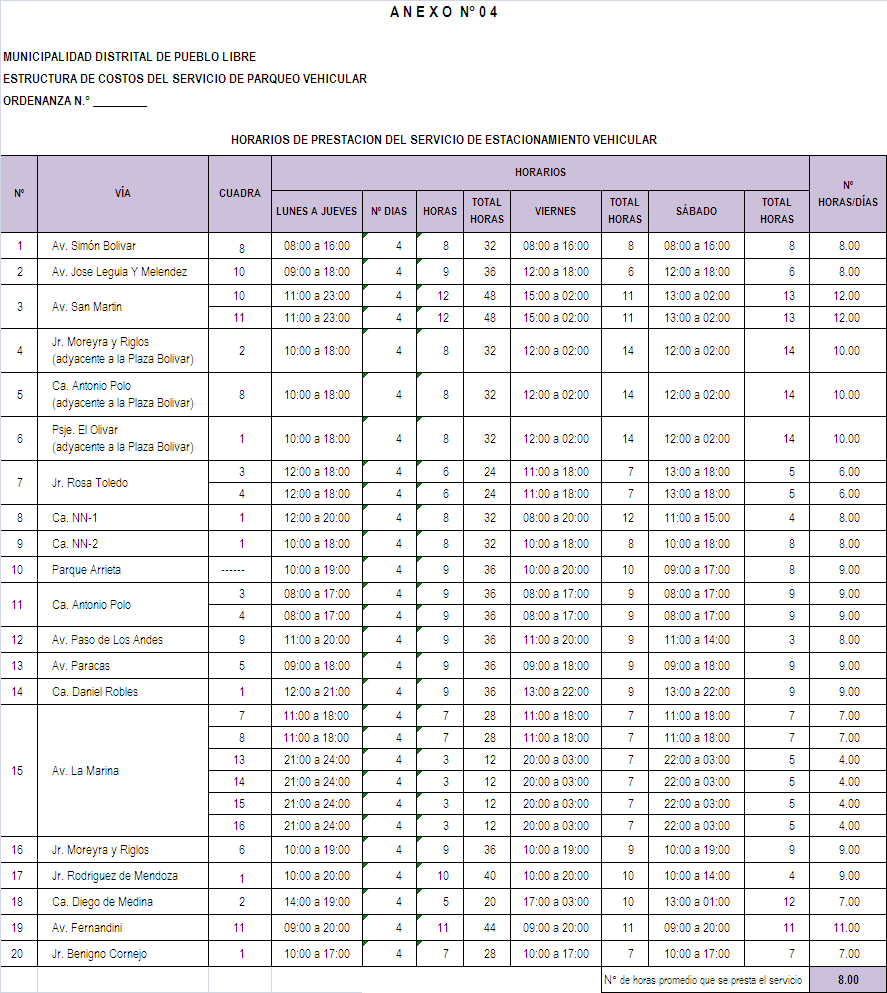 A N E X O  Nº 0 4
MUNICIPALIDAD DISTRITAL DE PUEBLO LIBRE
ESTRUCTURA DE COSTOS DEL SERVICIO DE PARQUEO VEHICULAR
ORDENANZA N.º ________
HORARIOS DE PRESTACION DEL SERVICIO DE ESTACIONAMIENTO VEHICULAR
Nº VÍA CUADRA HORARIOS Nº HORAS/DÍAS
LUNES A JUEVES Nº DIAS HORAS TOTAL HORAS VIERNES TOTAL HORAS SÁBADO TOTAL HORAS
1 Av. Simón Bolivar 8 08:00 a 16:00 4 8 32 08:00 a 16:00 8 08:00 a 16:00 8 8.00
2 Av. Jose Leguia Y Melendez 10 09:00 a 18:00 4 9 36 12:00 a 18:00 6 12:00 a 18:00 6 8.00
3 Av. San Martin 10 11:00 a 23:00 4 12 48 15:00 a 02:00 11 13:00 a 02:00 13 12.00
11 11:00 a 23:00 4 12 48 15:00 a 02:00 11 13:00 a 02:00 13 12.00
4 Jr. Moreyra y Riglos
(adyacente a la Plaza Bolivar) 2 10:00 a 18:00 4 8 32 12:00 a 02:00 14 12:00 a 02:00 14 10.00
5 Ca. Antonio Polo
(adyacente a la Plaza Bolivar) 8 10:00 a 18:00 4 8 32 12:00 a 02:00 14 12:00 a 02:00 14 10.00
6 Psje. El Olivar
(adyacente a la Plaza Bolivar) 1 10:00 a 18:00 4 8 32 12:00 a 02:00 14 12:00 a 02:00 14 10.00
7 Jr. Rosa Toledo 3 12:00 a 18:00 4 6 24 11:00 a 18:00 7 13:00 a 18:00 5 6.00
4 12:00 a 18:00 4 6 24 11:00 a 18:00 7 13:00 a 18:00 5 6.00
8 Ca. NN-1 1 12:00 a 20:00 4 8 32 08:00 a 20:00 12 11:00 a 15:00 4 8.00
9 Ca. NN-2 1 10:00 a 18:00 4 8 32 10:00 a 18:00 8 10:00 a 18:00 8 8.00
10 Parque Arrieta ------ 10:00 a 19:00 4 9 36 10:00 a 20:00 10 09:00 a 17:00 8 9.00
11 Ca. Antonio Polo 3 08:00 a 17:00 4 9 36 08:00 a 17:00 9 08:00 a 17:00 9 9.00
4 08:00 a 17:00 4 9 36 08:00 a 17:00 9 08:00 a 17:00 9 9.00
12 Av. Paso de Los Andes 9 11:00 a 20:00 4 9 36 11:00 a 20:00 9 11:00 a 14:00 3 8.00
13 Av. Paracas 5 09:00 a 18:00 4 9 36 09:00 a 18:00 9 09:00 a 18:00 9 9.00
14 Ca. Daniel Robles 1 12:00 a 21:00 4 9 36 13:00 a 22:00 9 13:00 a 22:00 9 9.00
15 Av. La Marina 7 11:00 a 18:00 4 7 28 11:00 a 18:00 7 11:00 a 18:00 7 7.00
8 11:00 a 18:00 4 7 28 11:00 a 18:00 7 11:00 a 18:00 7 7.00
13 21:00 a 24:00 4 3 12 20:00 a 03:00 7 22:00 a 03:00 5 4.00
14 21:00 a 24:00 4 3 12 20:00 a 03:00 7 22:00 a 03:00 5 4.00
15 21:00 a 24:00 4 3 12 20:00 a 03:00 7 22:00 a 03:00 5 4.00
16 21:00 a 24:00 4 3 12 20:00 a 03:00 7 22:00 a 03:00 5 4.00
16 Jr. Moreyra y Riglos 6 10:00 a 19:00 4 9 36 10:00 a 19:00 9 10:00 a 19:00 9 9.00
17 Jr. Rodriguez de Mendoza 1 10:00 a 20:00 4 10 40 10:00 a 20:00 10 10:00 a 14:00 4 9.00
18 Ca. Diego de Medina 2 14:00 a 19:00 4 5 20 17:00 a 03:00 10 13:00 a 01:00 12 7.00
19 Av. Fernandini 11 09:00 a 20:00 4 11 44 09:00 a 20:00 11 09:00 a 20:00 11 11.00
20 Jr. Benigno Cornejo 1 10:00 a 17:00 4 7 28 10:00 a 17:00 7 10:00 a 17:00 7 7.00
N° de horas promedio que se presta el servicio 8.00